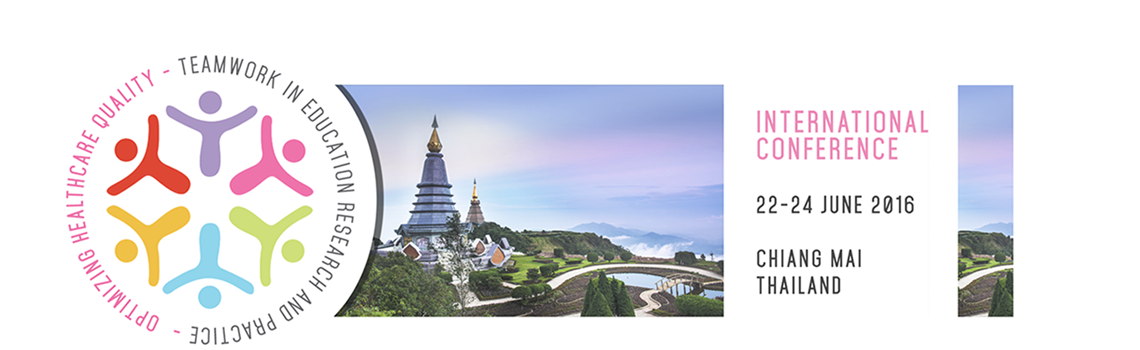 OPTIMIZING HEALTHCARE QUALITY - TEAMWORK IN EDUCATION RESEARCH AND PRACTICE -
INTERNATIONAL
CONFERENCE
22-24 JUNE 2016
CHIANG MAI
THAILAND